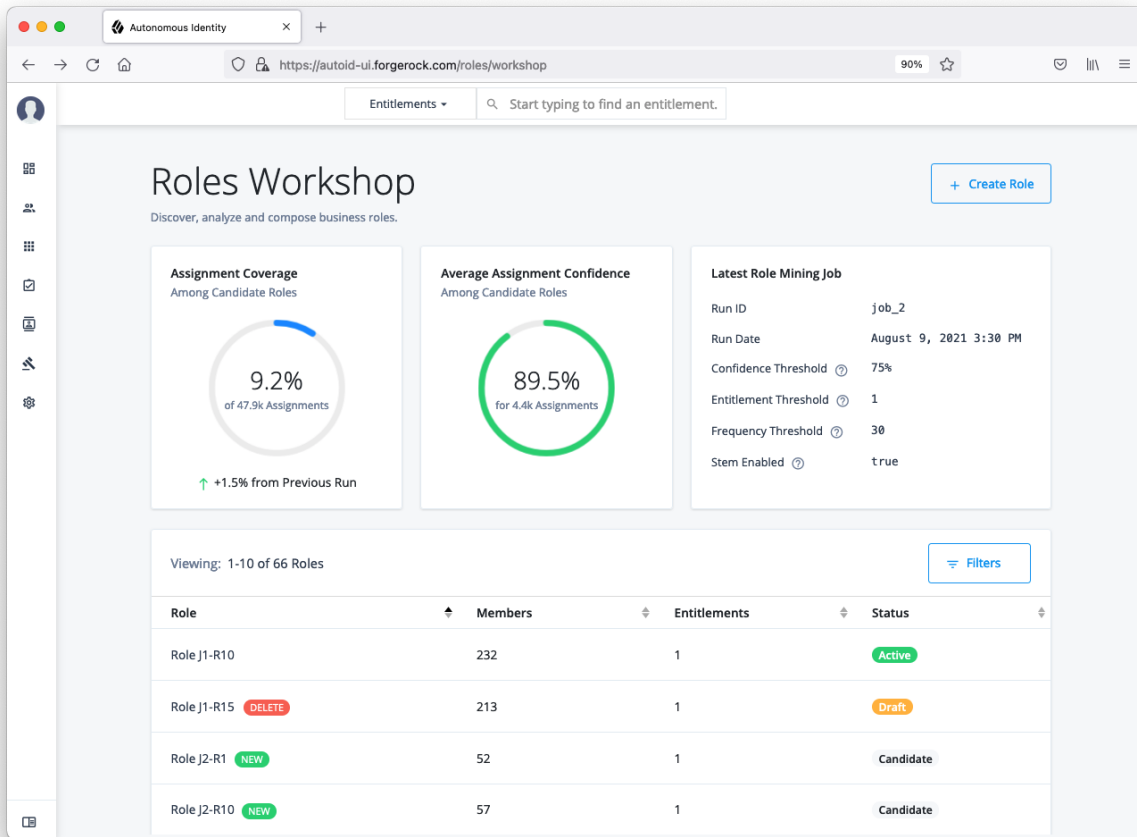 Autonomous Identity
https://autoid-ui.forgerock.com/roles/workshop 90%
Entitlements Start typing to find an entitlement.
Roles Workshop
Discover, analyze and compose business roles.
+ Create Role
Assignment Coverage
Among Candidate Roles
9.2%
of 47.9k Assignments
+1.5% from Previous Run
Average Assignment Confidence
Among Candidate Roles
89.5%
for 4.4k Assignments
Latest Role Mining Job
Run ID job_2
Run Date August 9, 2021 3:30 PM
Confidence Threshold ? 75%
Entitlement Threshold ? 1
Frequency Threshold ? 30
Stem Enabled ? true
Viewing: 1-10 of 66 Roles
Filters
Role Members Entitlements Status
Role J1-R10 232 1 Active
Role J1-R15 DELETE 213 1 Draft
Role J2-R1 NEW 52 1 Candidate
Role J2-R10 NEW 57 1 Candidate